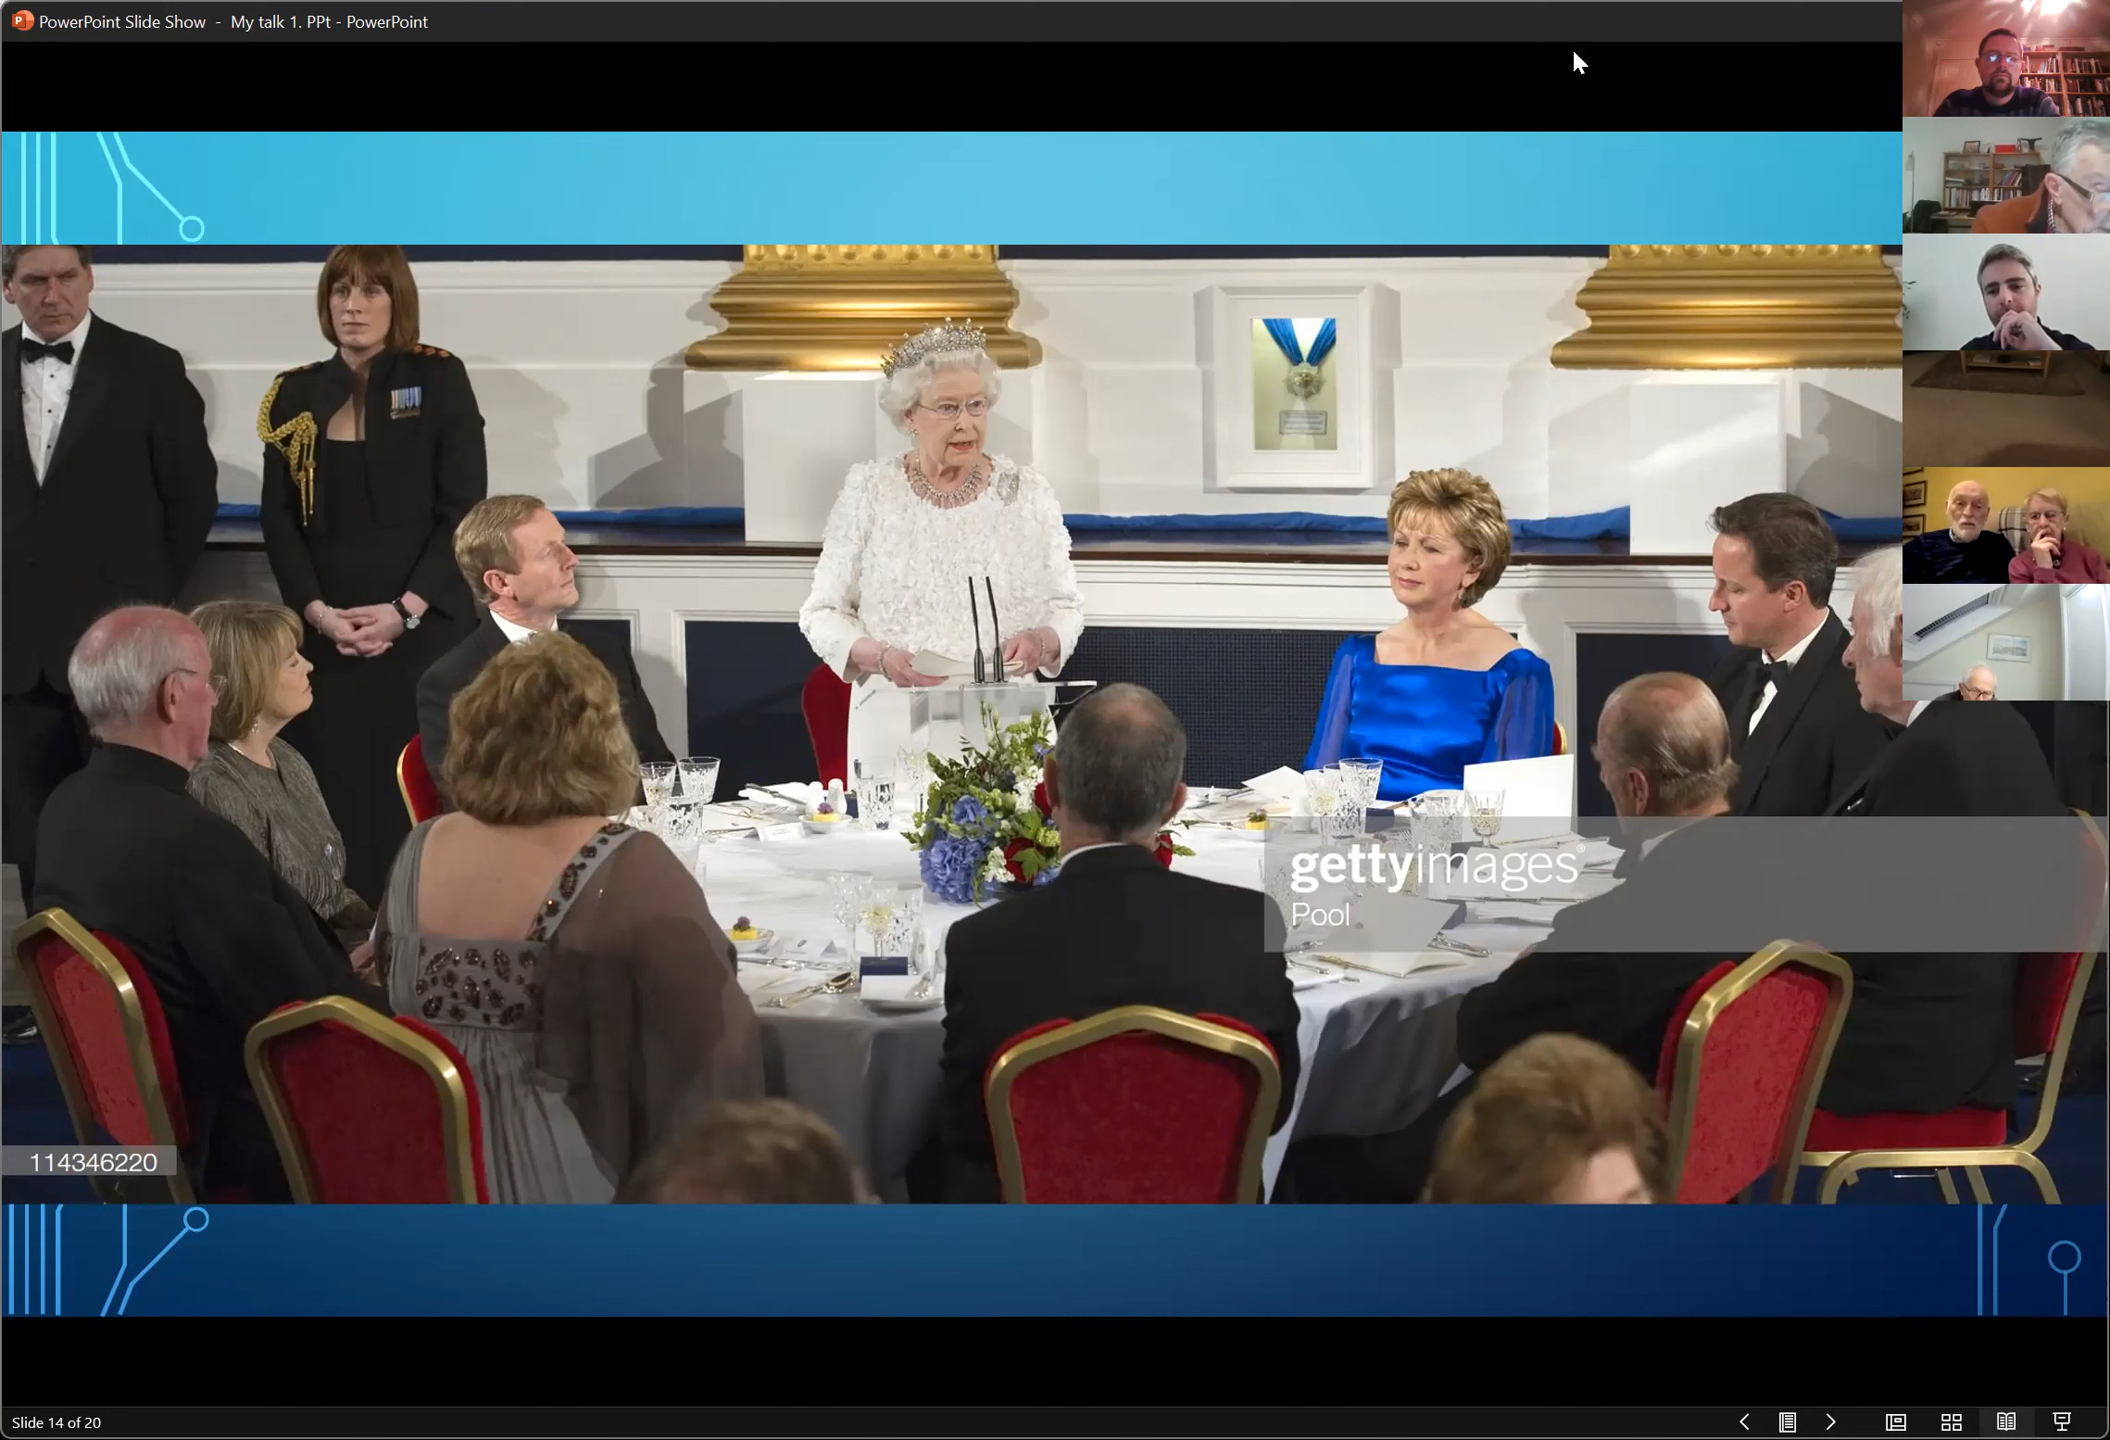 PowerPoint Slide Show - My talk 1. PPt - PowerPoint
gettyimages®
Pool
114346220
Slide 14 of 20